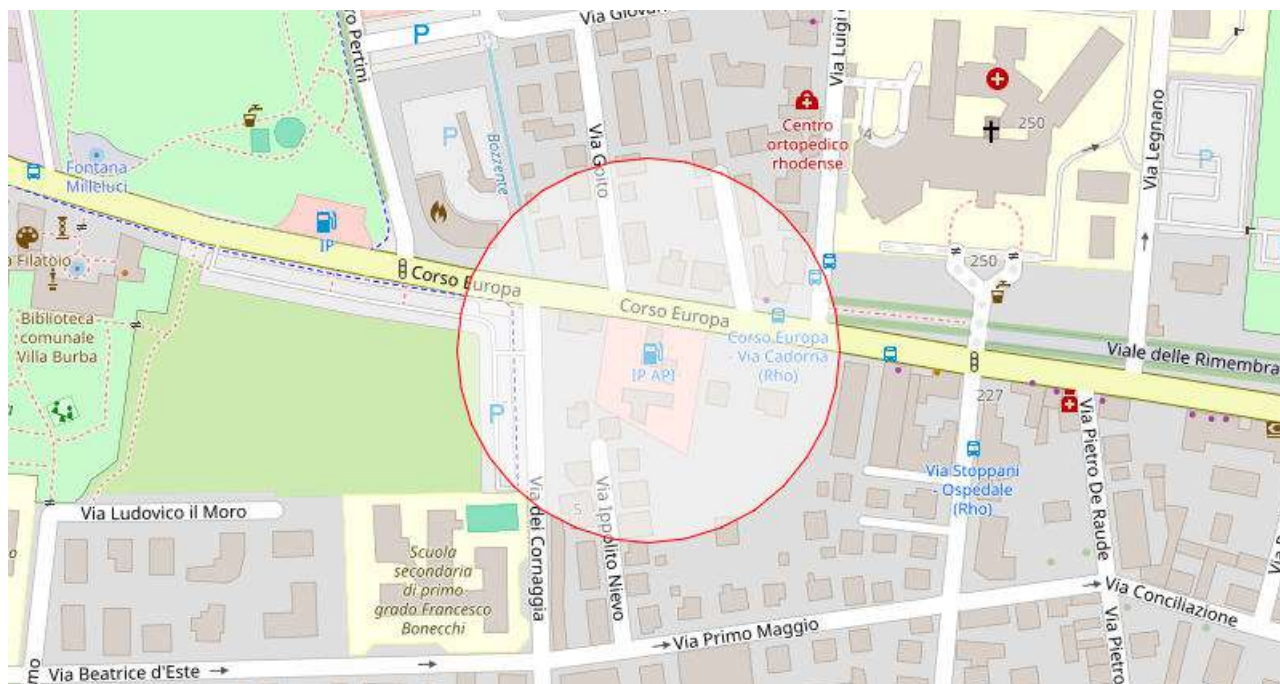 Via Giovan
ro Pertini
P
Via Luigi
250
Via Legnano
Centro
ortopedico
rhodense
P
Bozzente
Via Goito
P
Fontana
Milleluci
IP
Corso Europa
Corso Europa
a Filatoio
250
Biblioteca
comunale
Villa Burba
IP API
Corso Europa
- Via Cadorna
(Rho)
Viale delle Rimembra
227
P
Via Stoppani
- Ospedale
(Rho)
Via Pietro De Raude
Via Ludovico il Moro
Via dei Cornaggia
5
Via Ippolito Nievo
Scuola
secondaria
di primo
grado Francesco
Bonecchi
Via Conciliazione
Via Primo Maggio
Via Pietro
Via Beatrice d'Este